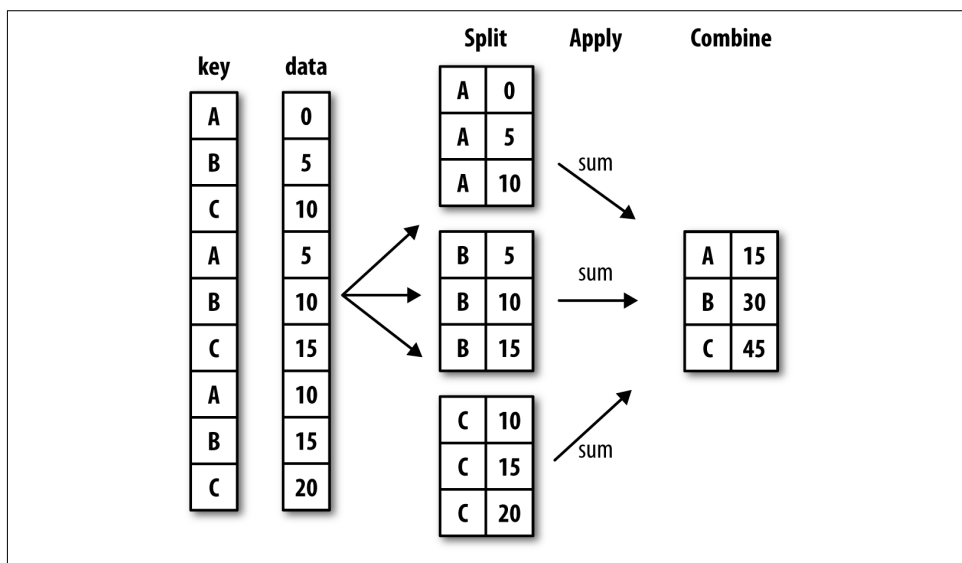 Split Apply Combine
key data
A 0
B 5
C 10
A 5
B 10
C 15
A 10
B 15
C 20
A 0
A 5
A 10
B 5
B 10
B 15
C 10
C 15
C 20
sum
sum
sum
A 15
B 30
C 45